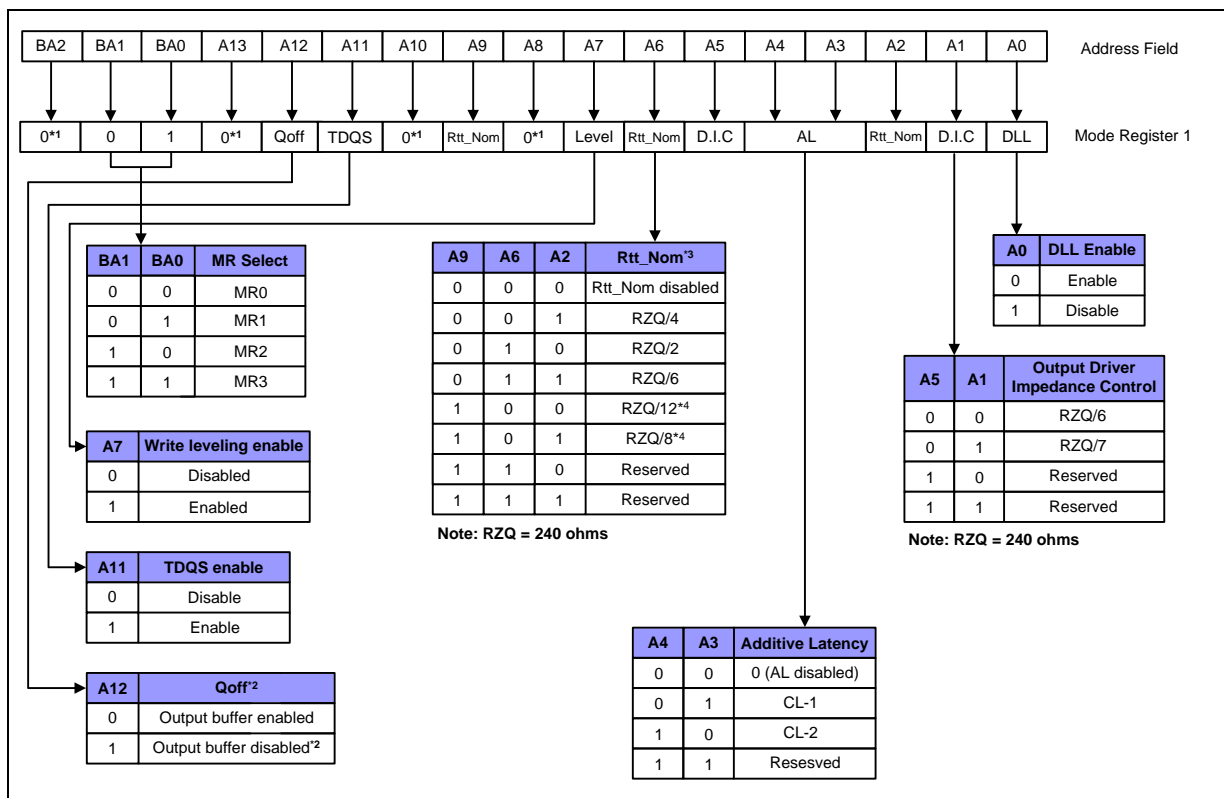 BA2 BA1 BA0 A13 A12 A11 A10 A9 A8 A7 A6 A5 A4 A3 A2 A1 A0 Address Field
0*1 0 1 0*1 Qoff TDQS 0*1 Rtt_Nom 0*1 Level Rtt_Nom D.I.C AL Rtt_Nom D.I.C DLL Mode Register 1
BA1 BA0 MR Select
0 0 MR0
0 1 MR1
1 0 MR2
1 1 MR3
A7 Write leveling enable
0 Disabled
1 Enabled
A11 TDQS enable
0 Disable
1 Enable
A12 Qoff*2
0 Output buffer enabled
1 Output buffer disabled*2
A9 A6 A2 Rtt_Nom*3
0 0 0 Rtt_Nom disabled
0 0 1 RZQ/4
0 1 0 RZQ/2
0 1 1 RZQ/6
1 0 0 RZQ/12*4
1 0 1 RZQ/8*4
1 1 0 Reserved
1 1 1 Reserved
Note: RZQ = 240 ohms
A4 A3 Additive Latency
0 0 0 (AL disabled)
0 1 CL-1
1 0 CL-2
1 1 Resesved
A0 DLL Enable
0 Enable
1 Disable
A5 A1 Output Driver
Impedance Control
0 0 RZQ/6
0 1 RZQ/7
1 0 Reserved
1 1 Reserved
Note: RZQ = 240 ohms